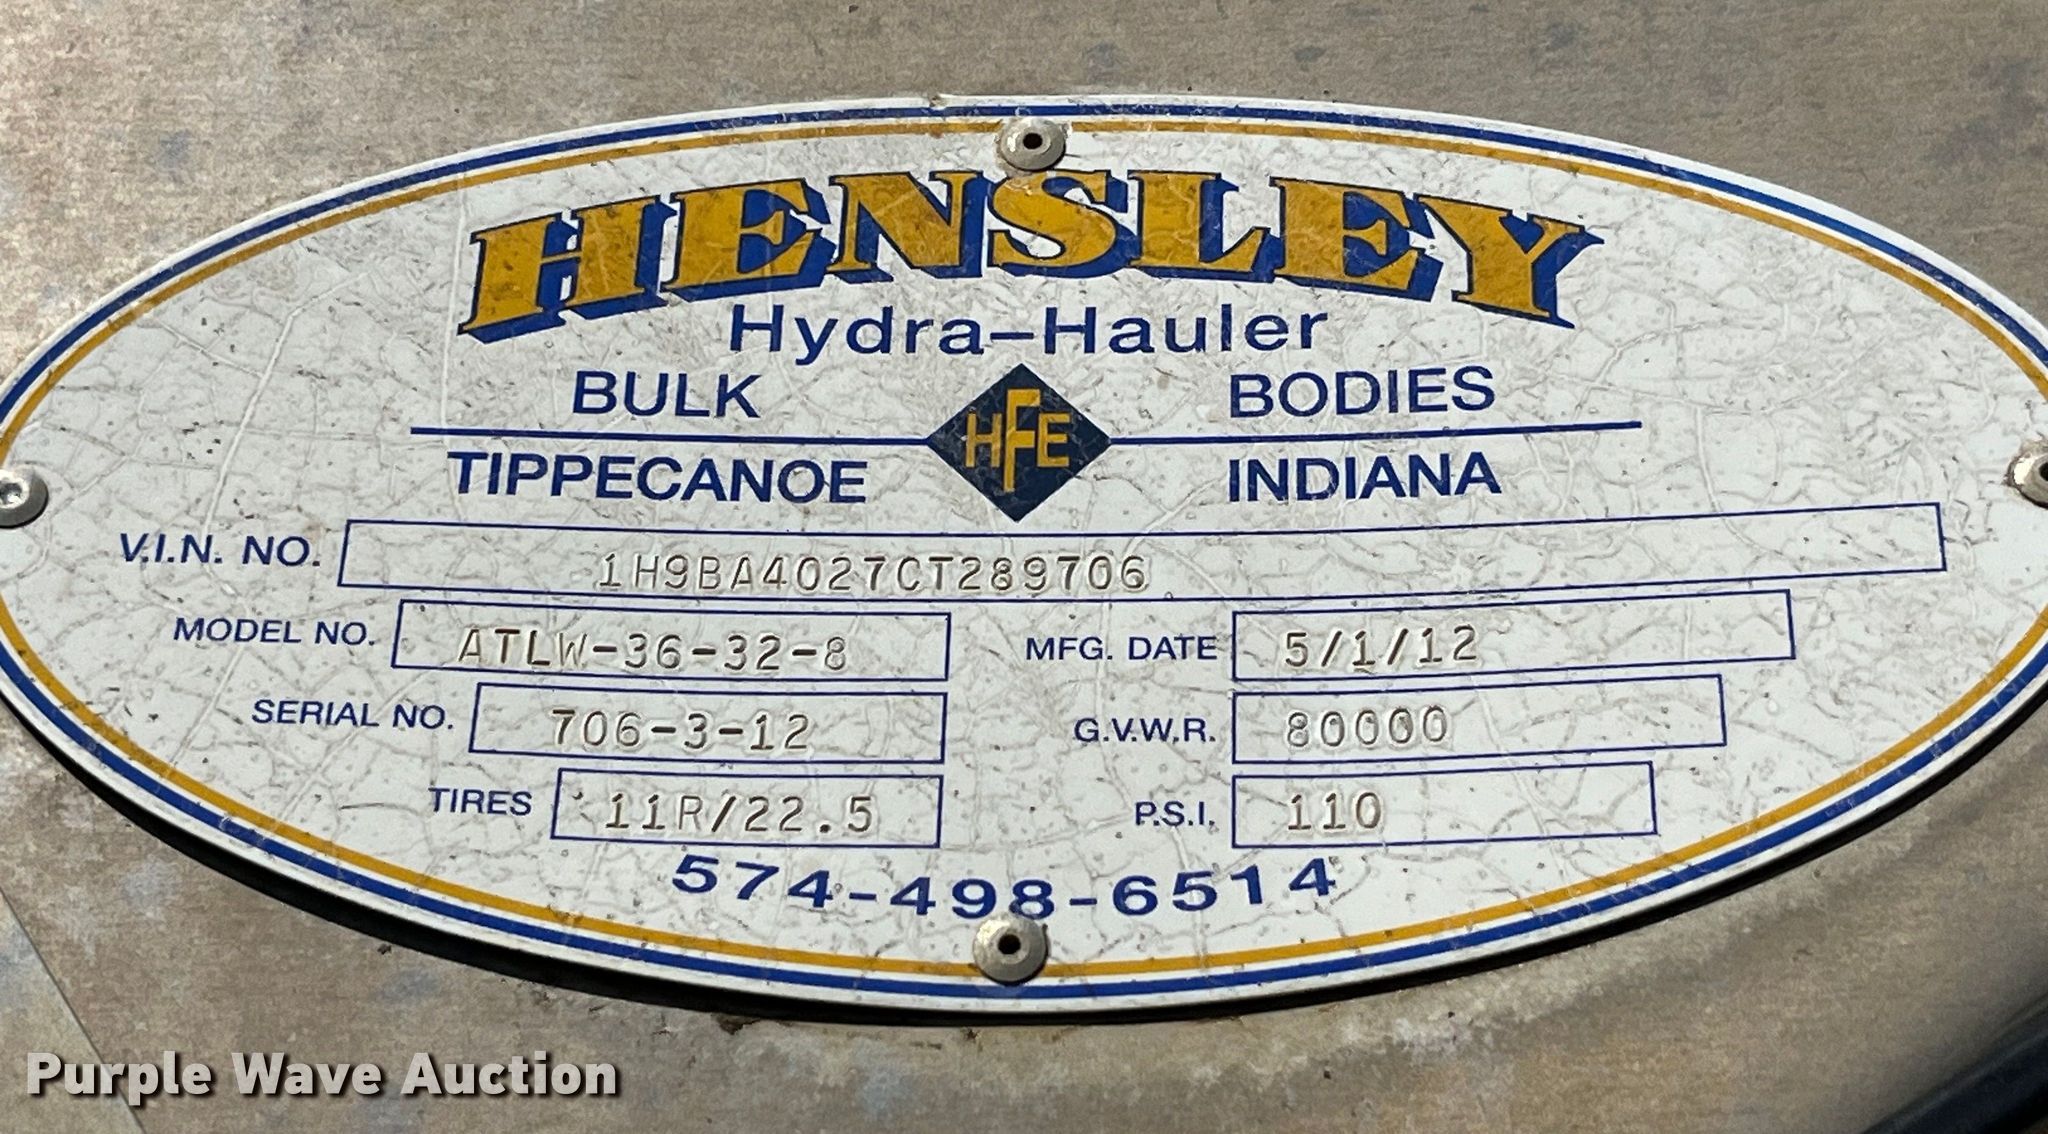 HENSLEY
Hydra-Hauler
BULK BODIES
HFE
TIPPECANOE INDIANA
V.I.N. NO. 1H9BA4027CT289706
MODEL NO. ATLW-36-32-8 MFG. DATE 5/1/12
SERIAL NO. 706-3-12 G.V.W.R. 80000
TIRES 11R/22.5 P.S.I. 110
574-498-6514
Purple Wave Auction